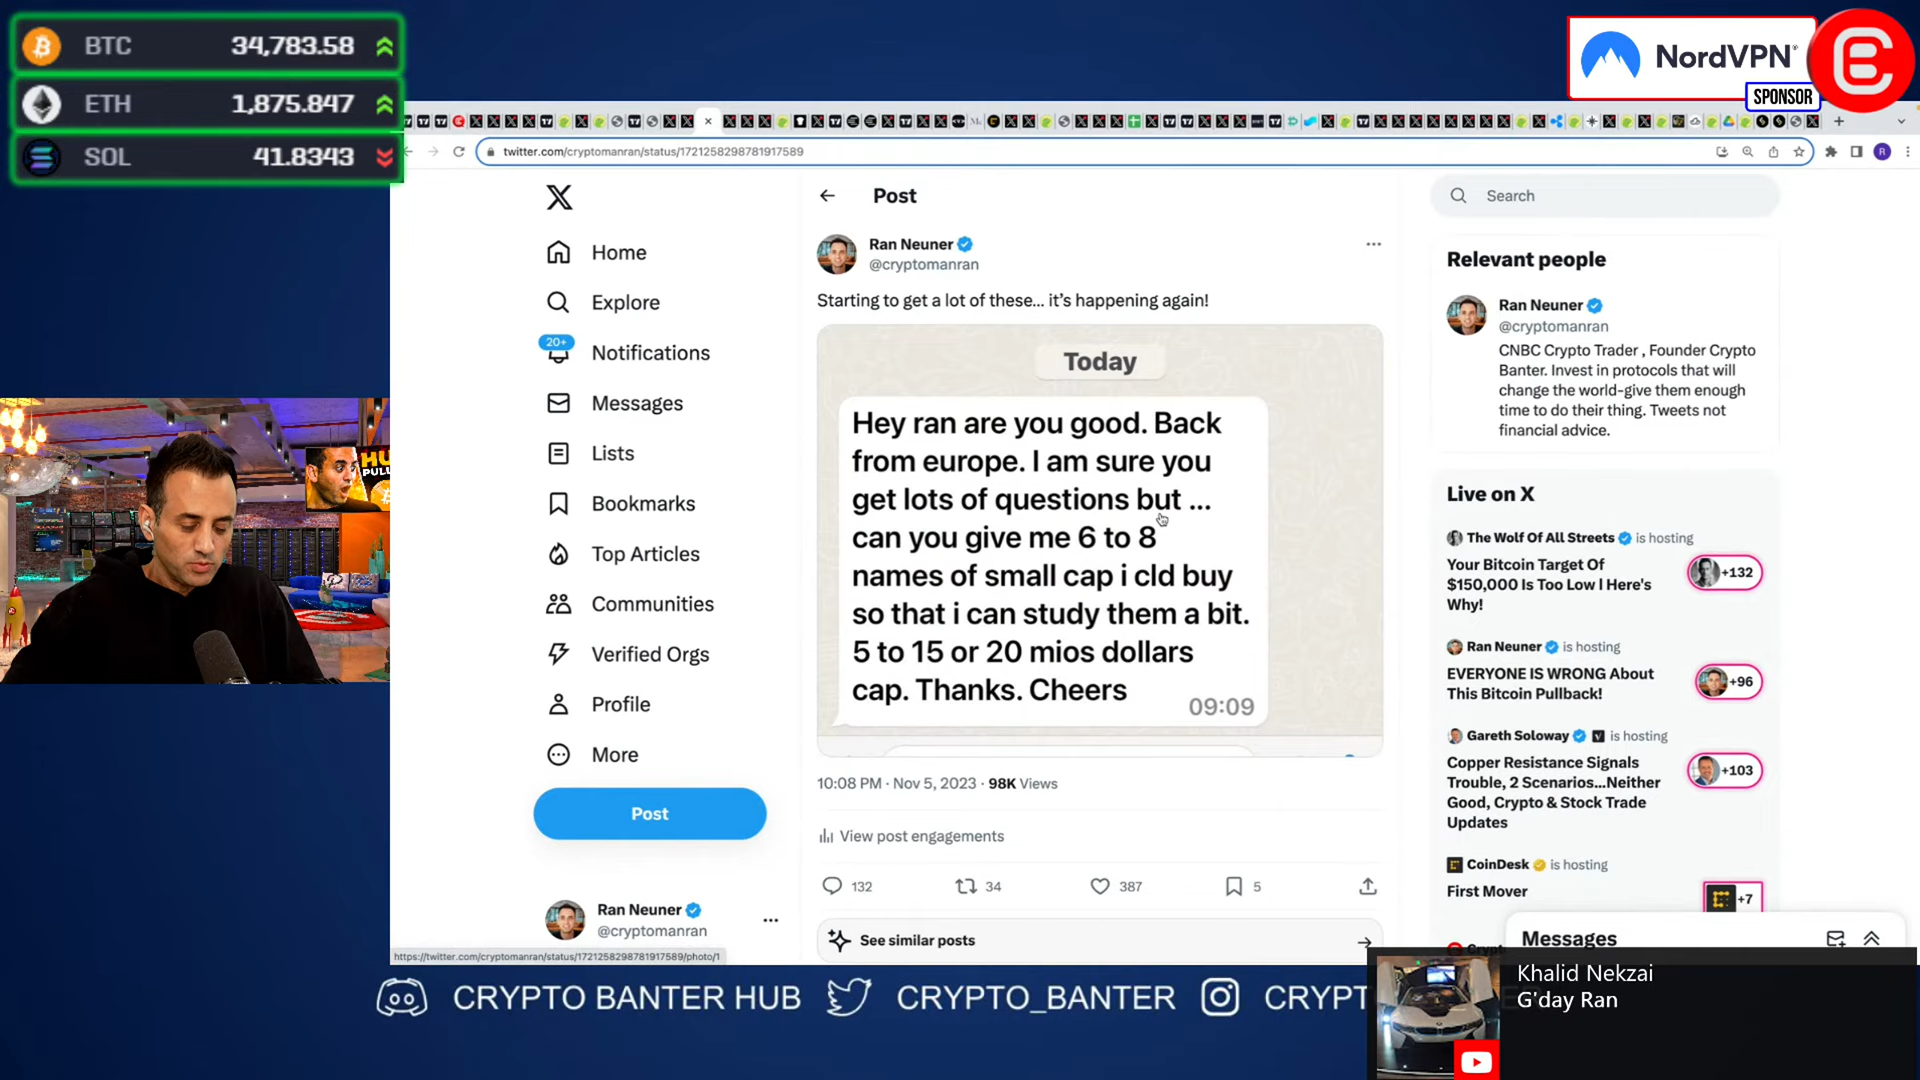 BTC 34,783.58
ETH 1,875.847
SOL 41.8343
NordVPN®
SPONSOR
twitter.com/cryptomanran/status/1721258298781917589
Home
Explore
20+
Notifications
Messages
Lists
Bookmarks
Top Articles
Communities
Verified Orgs
Profile
More
Post
Ran Neuner
@cryptomanran
https://twitter.com/cryptomanran/status/1721258298781917589/photo/1
Post
Ran Neuner
@cryptomanran
Starting to get a lot of these... it's happening again!
Today
Hey ran are you good. Back
from europe. I am sure you
get lots of questions but ...
can you give me 6 to 8
names of small cap i cld buy
so that i can study them a bit.
5 to 15 or 20 mios dollars
cap. Thanks. Cheers
09:09
10:08 PM · Nov 5, 2023 · 98K Views
View post engagements
132 34 387 5
See similar posts
Search
Relevant people
Ran Neuner
@cryptomanran
CNBC Crypto Trader , Founder Crypto
Banter. Invest in protocols that will
change the world-give them enough
time to do their thing. Tweets not
financial advice.
Live on X
The Wolf Of All Streets is hosting
Your Bitcoin Target Of
$150,000 Is Too Low I Here's
Why!
+132
Ran Neuner is hosting
EVERYONE IS WRONG About
This Bitcoin Pullback!
+96
Gareth Soloway is hosting
Copper Resistance Signals
Trouble, 2 Scenarios...Neither
Good, Crypto & Stock Trade
Updates
+103
CoinDesk is hosting
First Mover
+7
Messages
Khalid Nekzai
G'day Ran
CRYPTO BANTER HUB CRYPTO_BANTER CRYPT